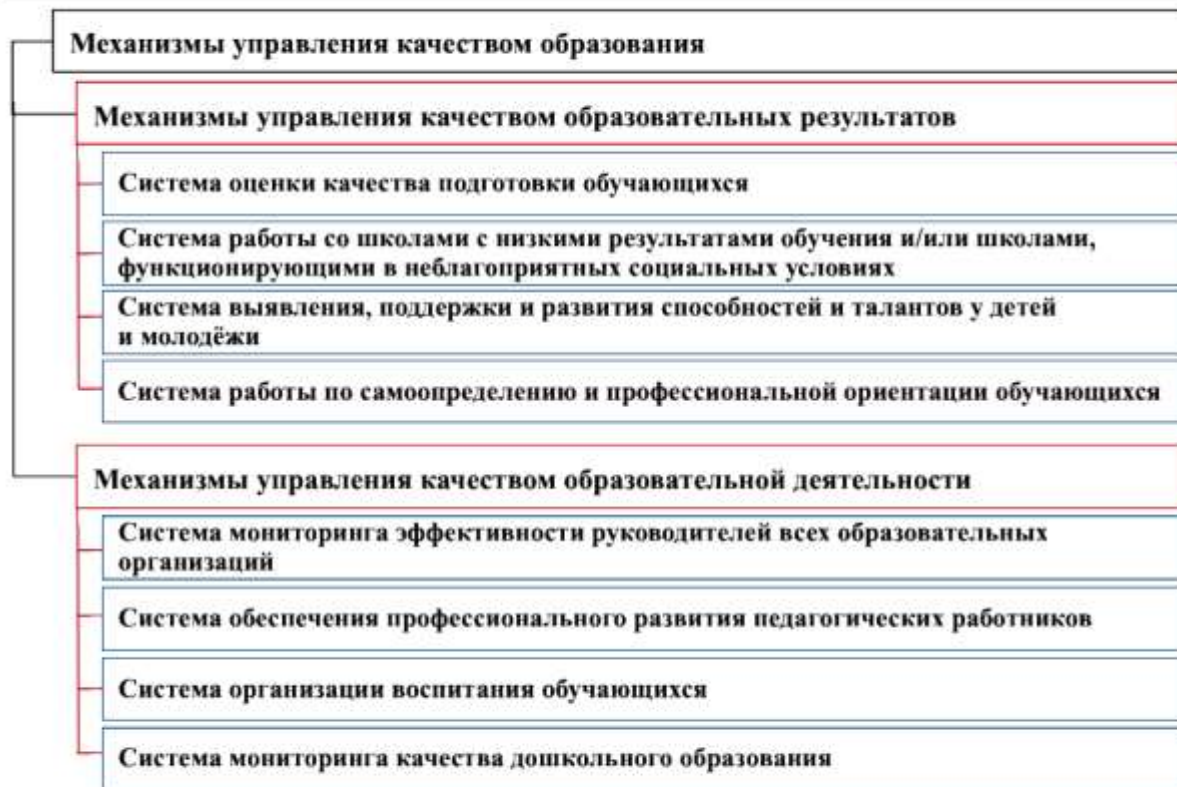 Механизмы управления качеством образования
Механизмы управления качеством образовательных результатов
Система оценки качества подготовки обучающихся
Система работы со школами с низкими результатами обучения и/или школами,
функционирующими в неблагоприятных социальных условиях
Система выявления, поддержки и развития способностей и талантов у детей
и молодёжи
Система работы по самоопределению и профессиональной ориентации обучающихся
Механизмы управления качеством образовательной деятельности
Система мониторинга эффективности руководителей всех образовательных
организаций
Система обеспечения профессионального развития педагогических работников
Система организации воспитания обучающихся
Система мониторинга качества дошкольного образования